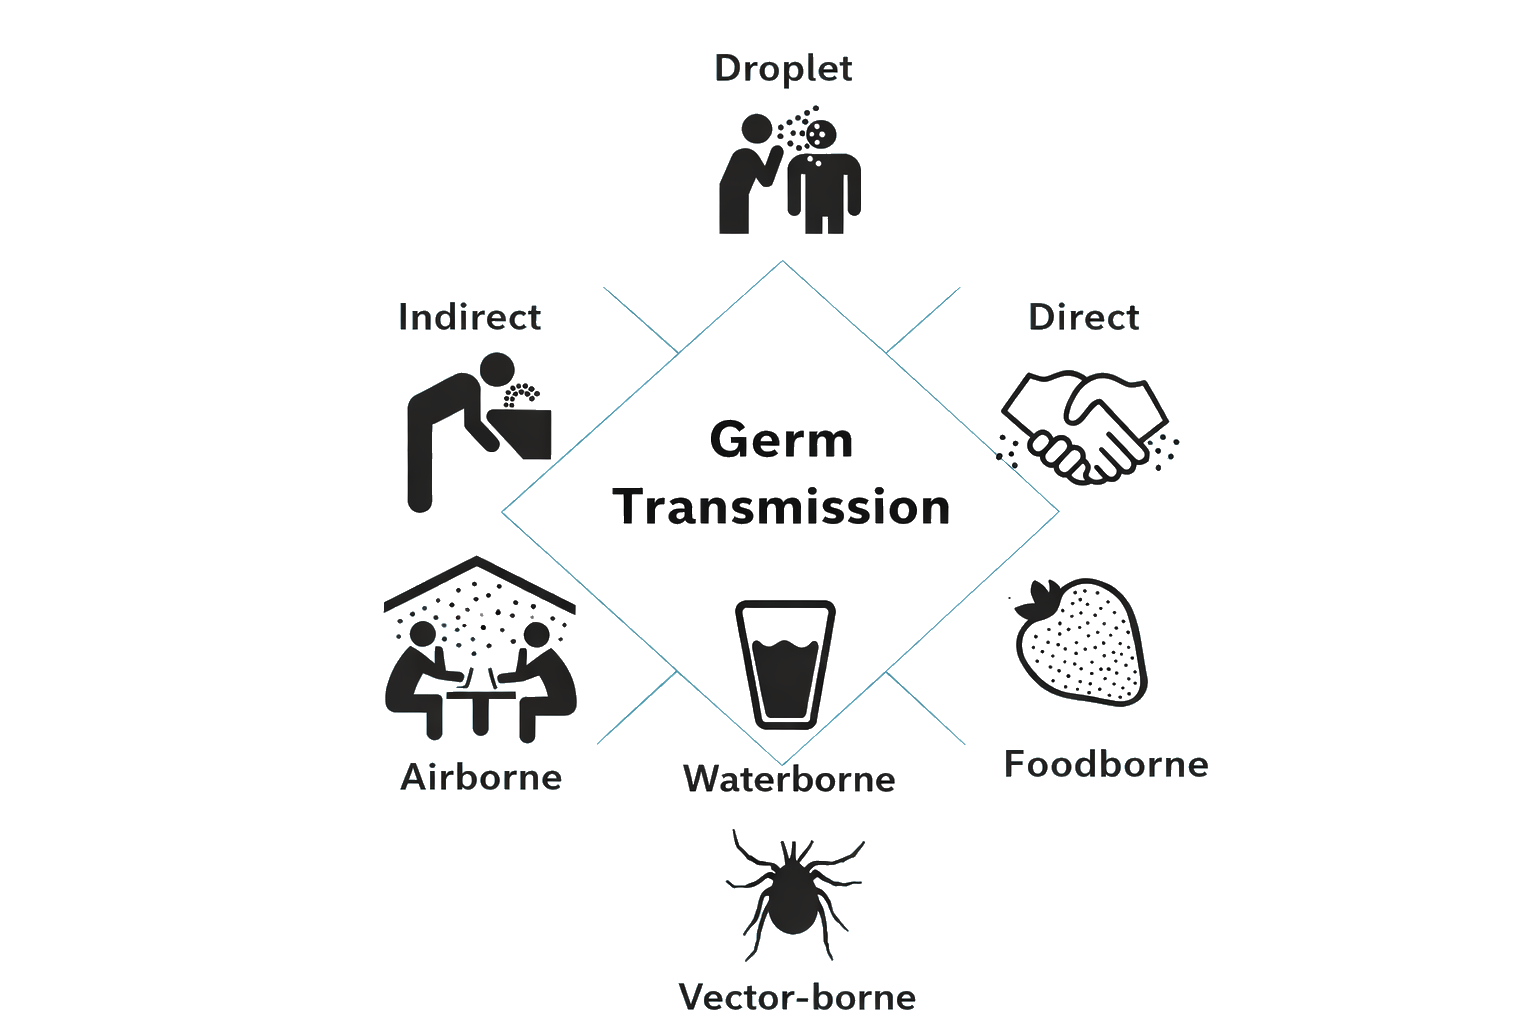 Droplet
Indirect
Direct
Germ
Transmission
Airborne
Waterborne
Foodborne
Vector-borne